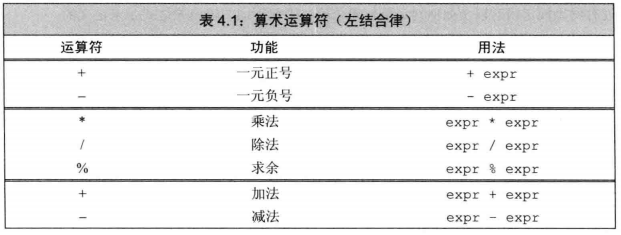 表 4.1：算术运算符（左结合律）
运算符 功能 用法
+ 一元正号 + expr
− 一元负号 − expr
* 乘法 expr * expr
/ 除法 expr / expr
% 求余 expr % expr
+ 加法 expr + expr
− 减法 expr − expr